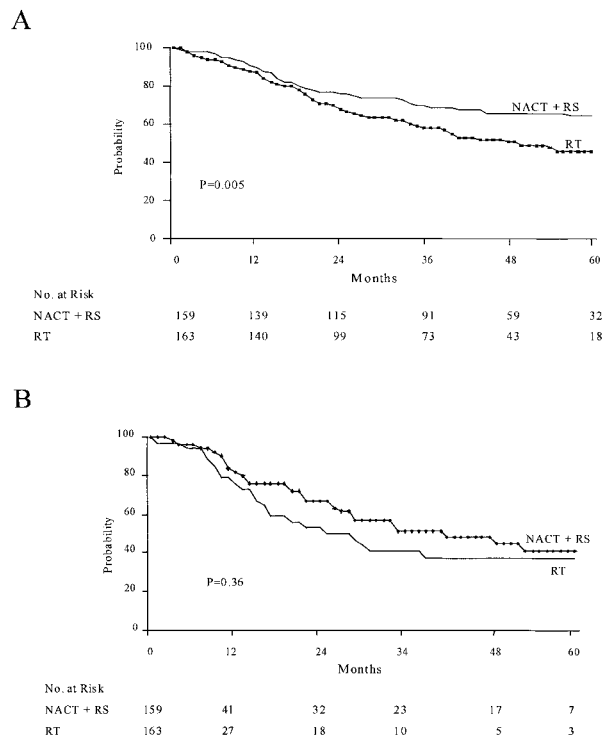 A
100
80
60
40
20
0
Probability
NACT + RS
RT
P=0.005
0 12 24 36 48 60
Months
No. at Risk
NACT + RS 159 139 115 91 59 32
RT 163 140 99 73 43 18
B
100
80
60
40
20
0
Probability
NACT + RS
RT
P=0.36
0 12 24 34 48 60
Months
No. at Risk
NACT + RS 159 41 32 23 17 7
RT 163 27 18 10 5 3